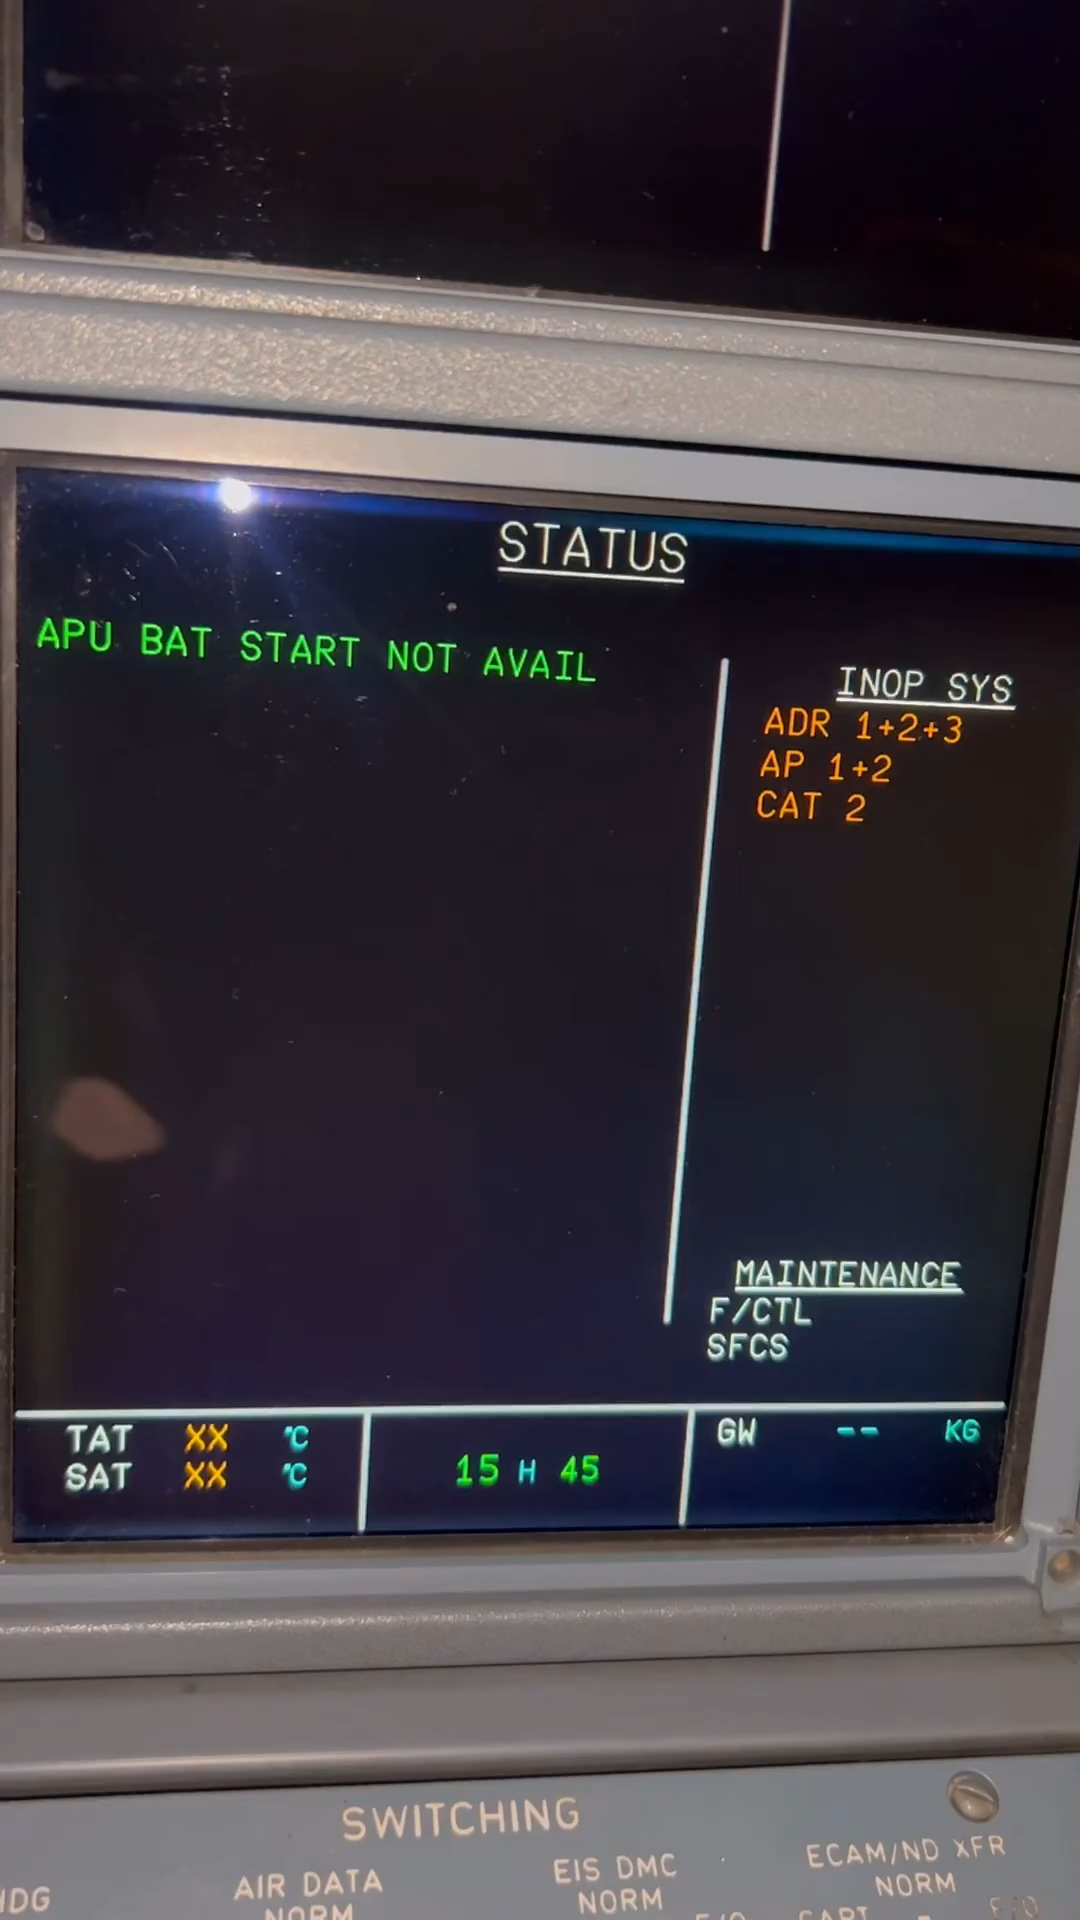 STATUS
APU BAT START NOT AVAIL
INOP SYS
ADR 1+2+3
AP 1+2
CAT 2
MAINTENANCE
F/CTL
SFCS
TAT XX °C
SAT XX °C
15 H 45
GW -- KG
SWITCHING
AIR DATA
NORM
EIS DMC
NORM
ECAM/ND XFR
NORM
CAPT
F/O